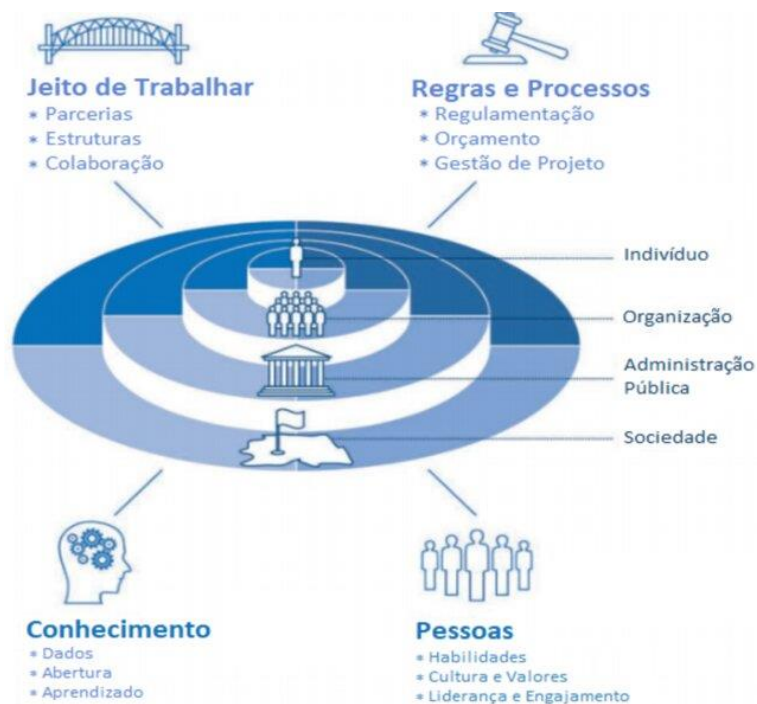 Jeito de Trabalhar
* Parcerias
* Estruturas
* Colaboração
Regras e Processos
* Regulamentação
* Orçamento
* Gestão de Projeto
Indivíduo
Organização
Administração
Pública
Sociedade
Conhecimento
* Dados
* Abertura
* Aprendizado
Pessoas
* Habilidades
* Cultura e Valores
* Liderança e Engajamento